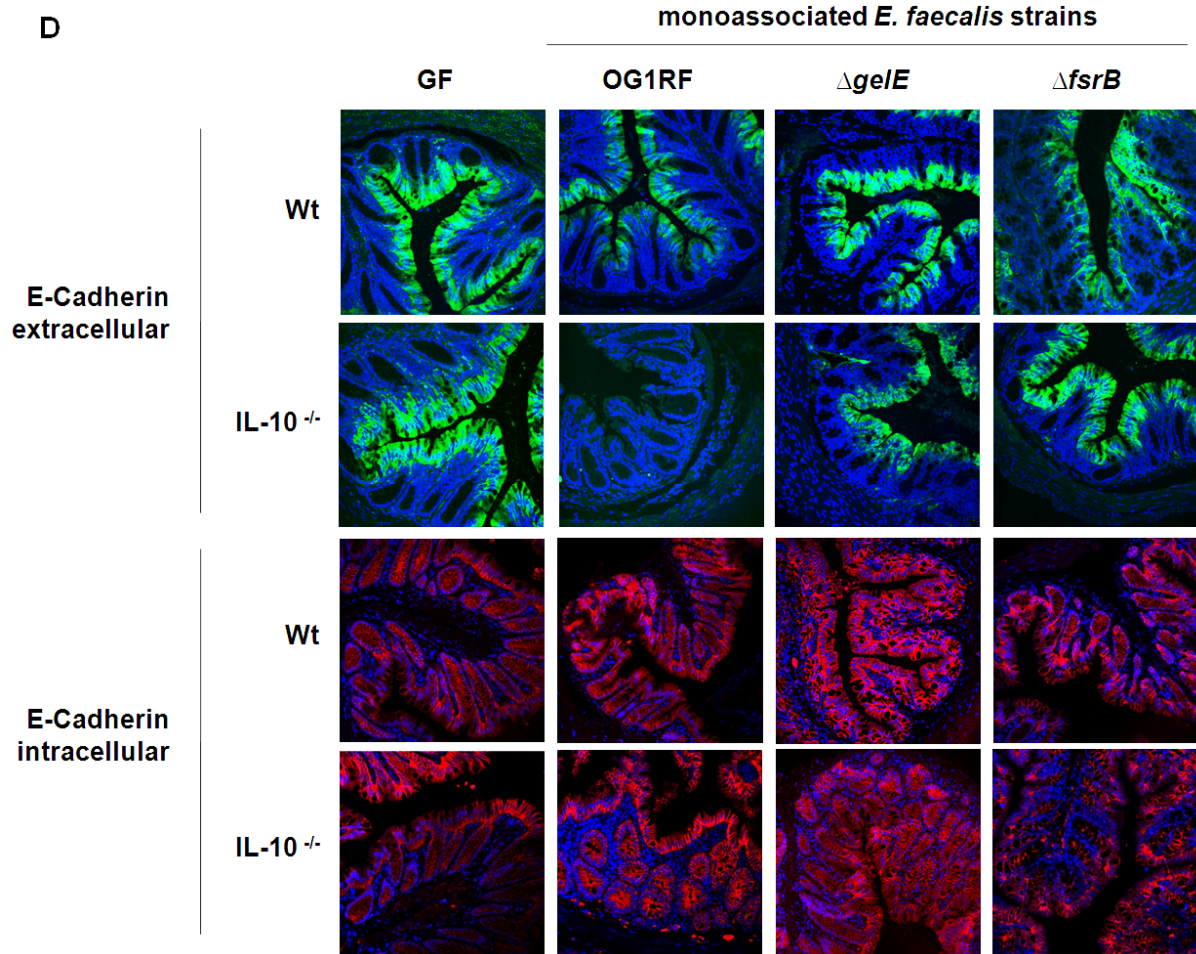 D
monoassociated E. faecalis strains
GF OG1RF ΔgelE ΔfsrB
Wt
E-Cadherin
extracellular
IL-10 -/-
Wt
E-Cadherin
intracellular
IL-10 -/-